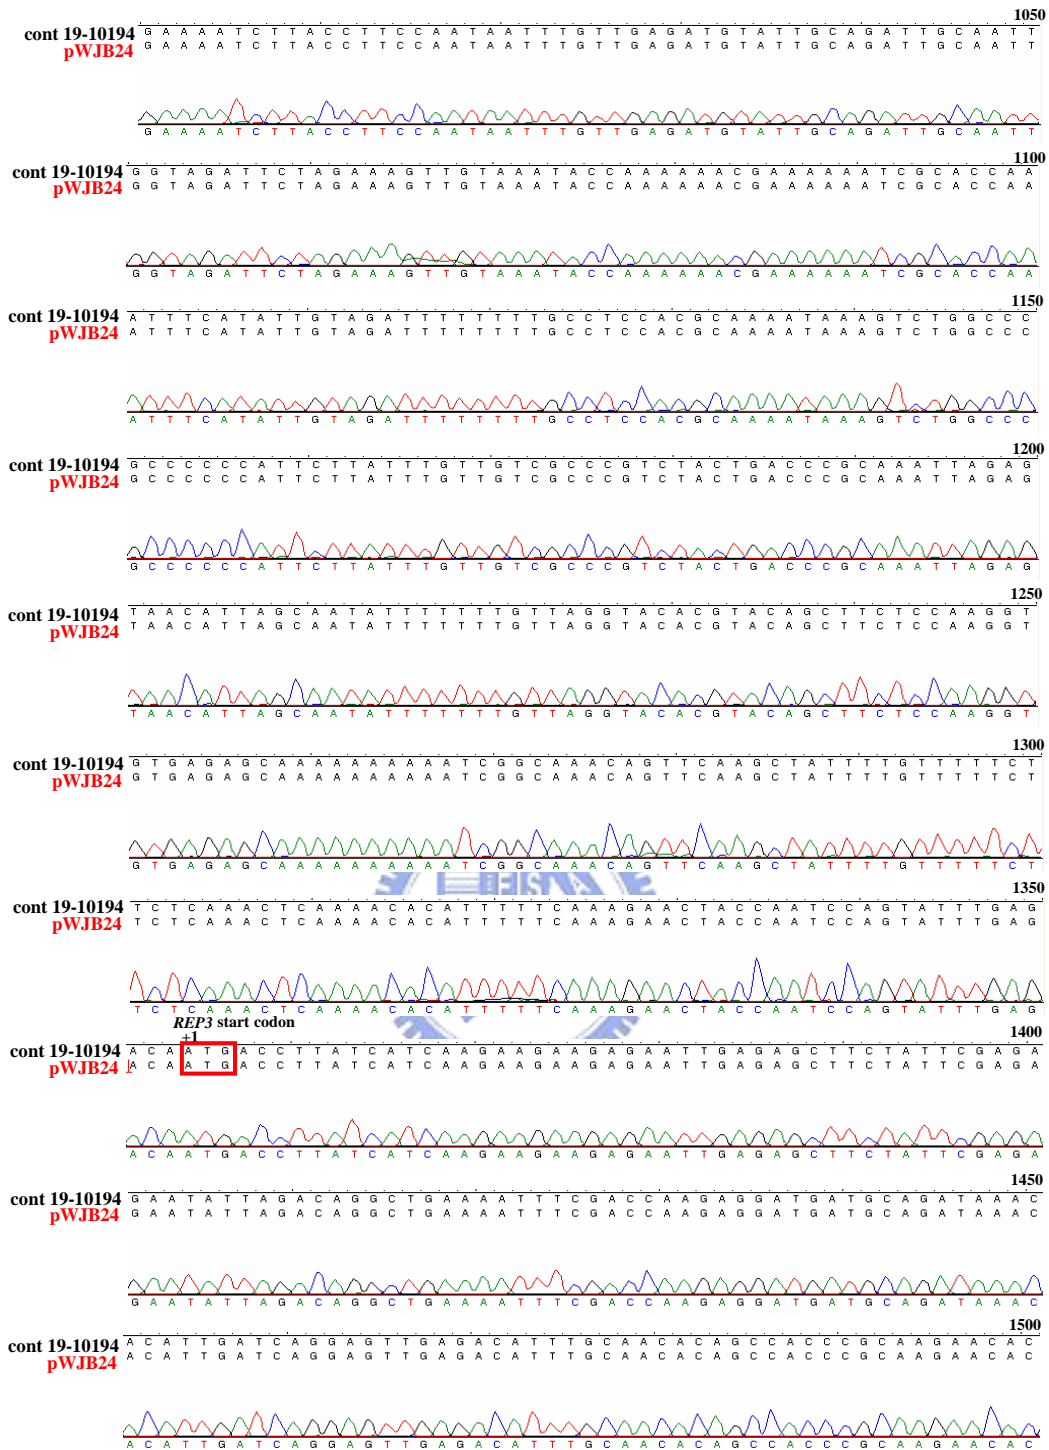 1050
cont 19-10194 G A A A A T C T T A C C T T C C A A T A A T T T G T T G A G A T G T A T T G C A G A T T G C A A T T
pWJB24 G A A A A T C T T A C C T T C C A A T A A T T T G T T G A G A T G T A T T G C A G A T T G C A A T T
G A A A A T C T T A C C T T C C A A T A A T T T G T T G A G A T G T A T T G C A G A T T G C A A T T
1100
cont 19-10194 G G T A G A T T C T A G A A A G T T G T A A A T A C C A A A A A A C G A A A A A A T C G C A C C A A
pWJB24 G G T A G A T T C T A G A A A G T T G T A A A T A C C A A A A A A C G A A A A A A T C G C A C C A A
G G T A G A T T C T A G A A A G T T G T A A A T A C C A A A A A A C G A A A A A A T C G C A C C A A
1150
cont 19-10194 A T T T C A T A T T G T A G A T T T T T T T T G C C T C C A C G C A A A A T A A A G T C T G G C C C
pWJB24 A T T T C A T A T T G T A G A T T T T T T T T G C C T C C A C G C A A A A T A A A G T C T G G C C C
A T T T C A T A T T G T A G A T T T T T T T T G C C T C C A C G C A A A A T A A A G T C T G G C C C
1200
cont 19-10194 G C C C C C C A T T C T T A T T T G T T G T C G C C C G T C T A C T G A C C C G C A A A T T A G A G
pWJB24 G C C C C C C A T T C T T A T T T G T T G T C G C C C G T C T A C T G A C C C G C A A A T T A G A G
G C C C C C C A T T C T T A T T T G T T G T C G C C C G T C T A C T G A C C C G C A A A T T A G A G
1250
cont 19-10194 T A A C A T T A G C A A T A T T T T T T T G T T A G G T A C A C G T A C A G C T T C T C C A A G G T
pWJB24 T A A C A T T A G C A A T A T T T T T T T G T T A G G T A C A C G T A C A G C T T C T C C A A G G T
T A A C A T T A G C A A T A T T T T T T T G T T A G G T A C A C G T A C A G C T T C T C C A A G G T
1300
cont 19-10194 G T G A G A G C A A A A A A A A A A T C G G C A A A C A G T T C A A G C T A T T T T G T T T T T C T
pWJB24 G T G A G A G C A A A A A A A A A A T C G G C A A A C A G T T C A A G C T A T T T T G T T T T T C T
G T G A G A G C A A A A A A A A A A T C G G C A A A C A G T T C A A G C T A T T T T G T T T T T C T
1350
cont 19-10194 T C T C A A A C T C A A A A C A C A T T T T T C A A A G A A C T A C C A A T C C A G T A T T T G A G
pWJB24 T C T C A A A C T C A A A A C A C A T T T T T C A A A G A A C T A C C A A T C C A G T A T T T G A G
T C T C A A A C T C A A A A C A C A T T T T T C A A A G A A C T A C C A A T C C A G T A T T T G A G
REP3 start codon
+1 1400
cont 19-10194 A C A A T G A C C T T A T C A T C A A G A A G A A G A G A A T T G A G A G C T T C T A T T C G A G A
pWJB24 A C A A T G A C C T T A T C A T C A A G A A G A A G A G A A T T G A G A G C T T C T A T T C G A G A
A C A A T G A C C T T A T C A T C A A G A A G A A G A G A A T T G A G A G C T T C T A T T C G A G A
1450
cont 19-10194 G A A T A T T A G A C A G G C T G A A A A T T T C G A C C A A G A G G A T G A T G C A G A T A A A C
pWJB24 G A A T A T T A G A C A G G C T G A A A A T T T C G A C C A A G A G G A T G A T G C A G A T A A A C
G A A T A T T A G A C A G G C T G A A A A T T T C G A C C A A G A G G A T G A T G C A G A T A A A C
1500
cont 19-10194 A C A T T G A T C A G G A G T T G A G A C A T T T G C A A C A C A G C C A C C C G C A A G A A C A C
pWJB24 A C A T T G A T C A G G A G T T G A G A C A T T T G C A A C A C A G C C A C C C G C A A G A A C A C
A C A T T G A T C A G G A G T T G A G A C A T T T G C A A C A C A G C C A C C C G C A A G A A C A C